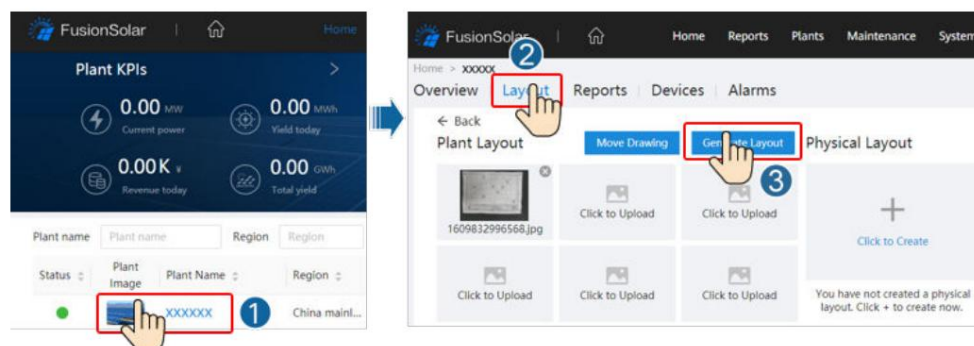 FusionSolar
Home
Plant KPIs
>
0.00 MW
Current power
0.00 MWh
Yield today
0.00K ¥
Revenue today
0.00 GWh
Total yield
Plant name
Plant name
Region
Region
Status
Plant Image
Plant Name
Region
XXXXXX
1
China mainl...
FusionSolar
Home
Reports
Plants
Maintenance
System
2
Home > XXXXX
Overview
Layout
Reports
Devices
Alarms
← Back
Plant Layout
Move Drawing
Generate Layout
Physical Layout
3
1609832996568.jpg
Click to Upload
Click to Upload
Click to Create
Click to Upload
Click to Upload
Click to Upload
You have not created a physical
layout. Click + to create now.